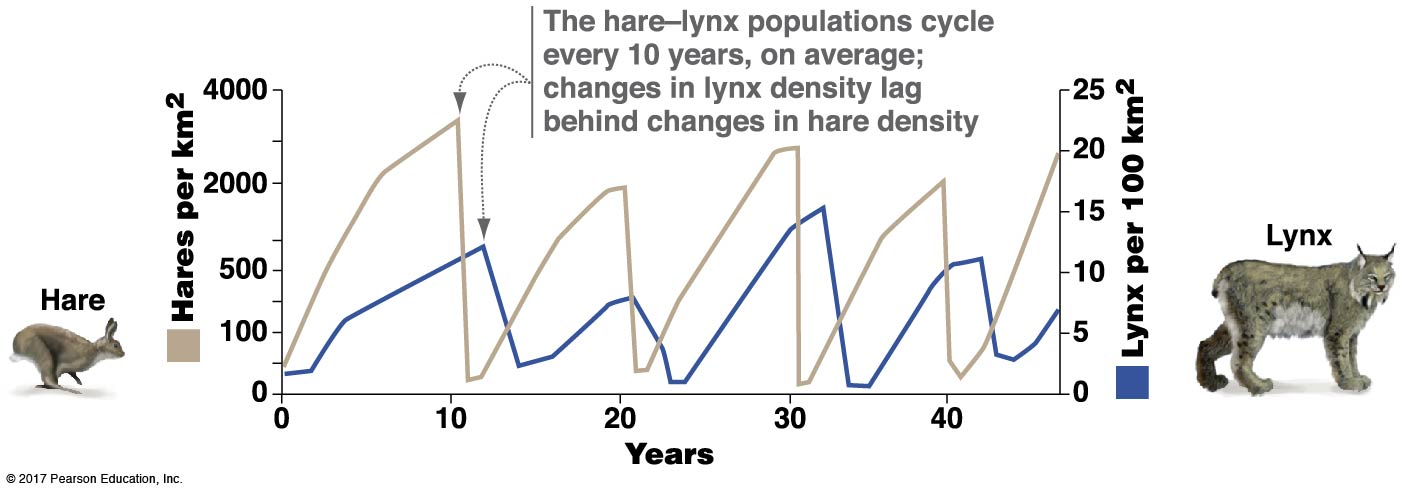 The hare–lynx populations cycle
every 10 years, on average;
changes in lynx density lag
behind changes in hare density
4000
2000
500
100
0
Hares per km²
25
20
15
10
5
0
Lynx per 100 km²
Hare
Lynx
0 10 20 30 40
Years
© 2017 Pearson Education, Inc.